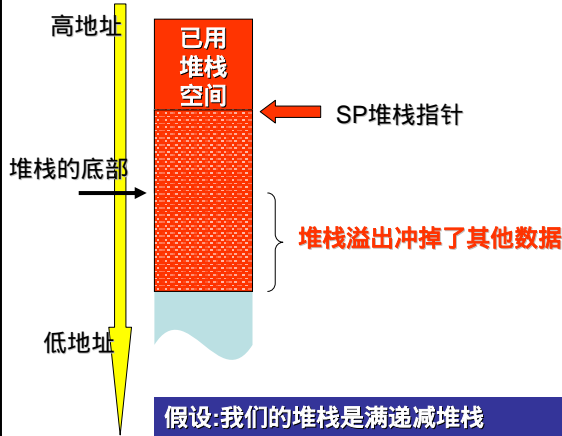 高地址
已用
堆栈
空间
SP堆栈指针
堆栈的底部
堆栈溢出冲掉了其他数据
低地址
假设:我们的堆栈是满递减堆栈